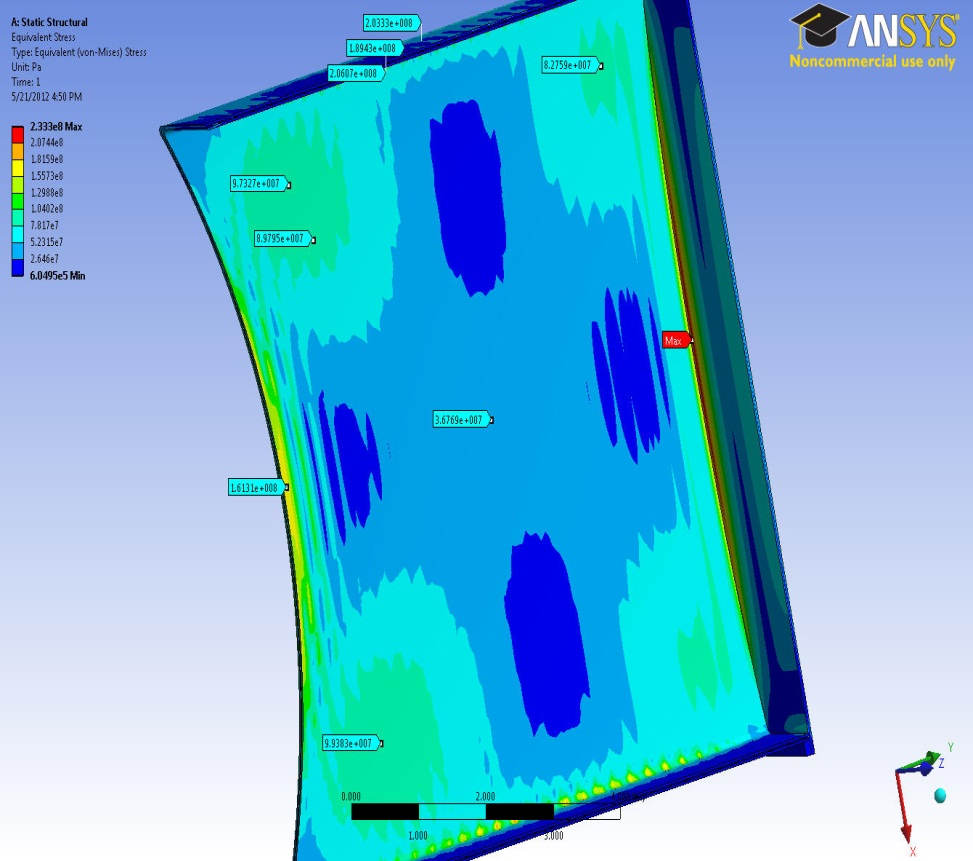 A: Static Structural
Equivalent Stress
Type: Equivalent (von-Mises) Stress
Unit: Pa
Time: 1
5/21/2012 4:50 PM
2.333e8 Max
2.0744e8
1.8159e8
1.5573e8
1.2988e8
1.0402e8
7.817e7
5.2315e7
2.646e7
6.0495e5 Min
2.0333e+008
1.8943e+008
2.0607e+008
8.2759e+007
ANSYS
Noncommercial use only
9.7327e+007
8.9795e+007
Max
3.6769e+007
1.6131e+008
9.9383e+007
0.000
2.000
1.000
3.000
Y
Z
X